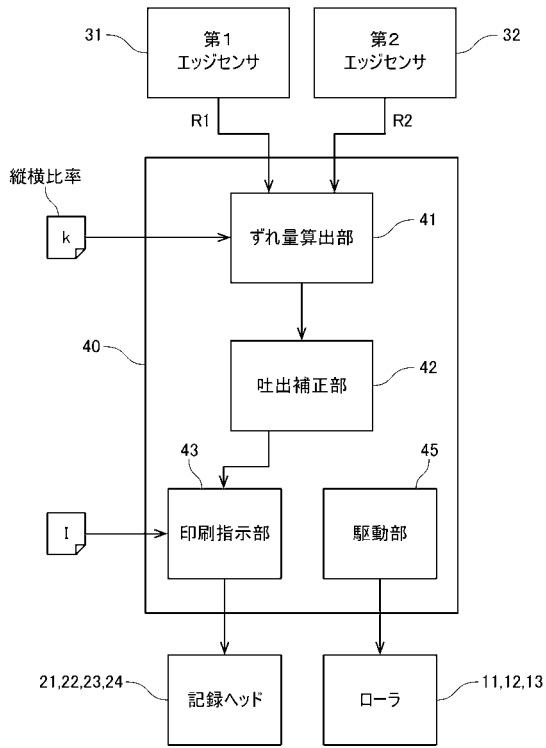 31
第1
エッジセンサ
第2
エッジセンサ
32
R1
R2
縦横比率
k
ずれ量算出部
41
40
吐出補正部
42
43
45
I
印刷指示部
駆動部
21,22,23,24
記録ヘッド
ローラ
11,12,13